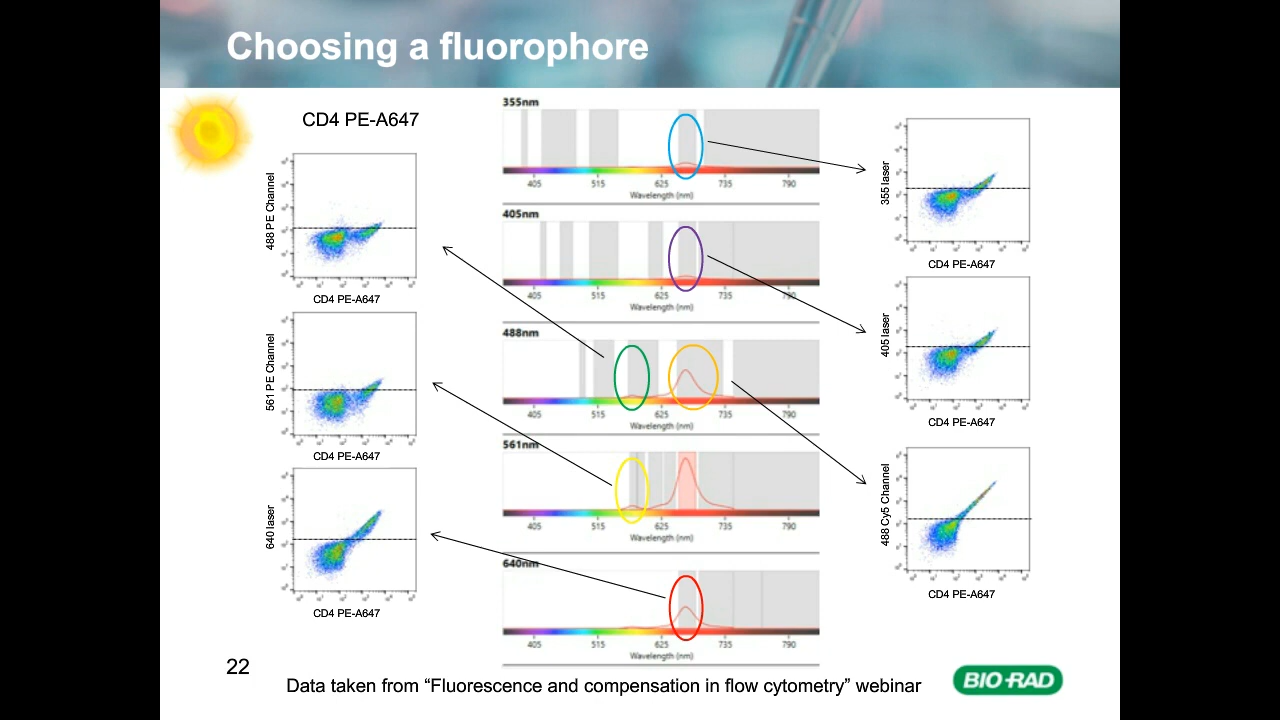 Choosing a fluorophore
CD4 PE-A647
488 PE Channel
CD4 PE-A647
561 PE Channel
CD4 PE-A647
640 laser
CD4 PE-A647
355nm
405 515 625 735 790
Wavelength (nm)
405nm
405 515 625 735 790
Wavelength (nm)
488nm
405 515 625 735 790
Wavelength (nm)
561nm
405 515 625 735 790
Wavelength (nm)
640nm
405 515 625 735 790
Wavelength (nm)
355 laser
CD4 PE-A647
405 laser
CD4 PE-A647
488 Cy5 Channel
CD4 PE-A647
22
Data taken from “Fluorescence and compensation in flow cytometry” webinar
BIO-RAD